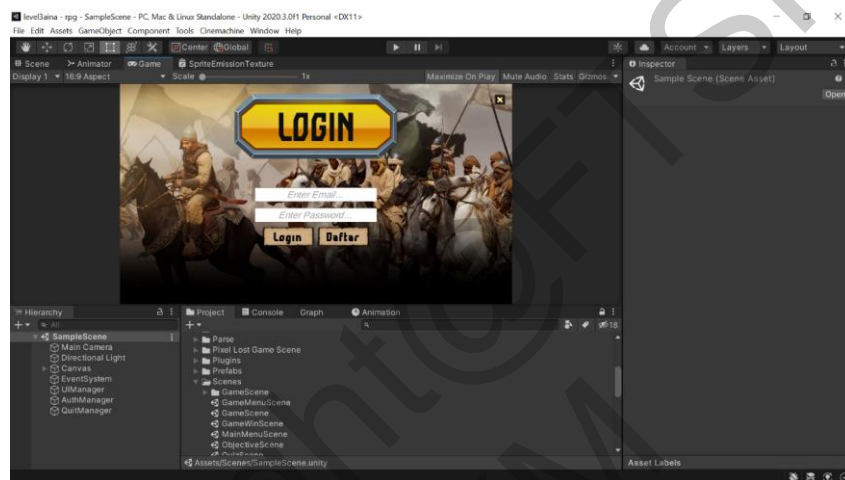 level3aina - rpg - SampleScene - PC, Mac & Linux Standalone - Unity 2020.3.0f1 Personal <DX11>
File Edit Assets GameObject Component Tools Cinemachine Window Help
Center Global Account Layers Layout
Scene Animator Game SpriteEmissionTexture Inspector
Display 1 16:9 Aspect Scale 1x Maximize On Play Mute Audio Stats Gizmos
Sample Scene (Scene Asset)
Open
LOGIN
Enter Email...
Enter Password...
Login Daftar
Hierarchy
All
SampleScene
Main Camera
Directional Light
Canvas
EventSystem
UIManager
AuthManager
QuitManager
Project Console Graph Animation
18
Parse
Pixel Lost Game Scene
Plugins
Prefabs
Scenes
GameScene
GameMenuScene
GameScene
GameWinScene
MainMenuScene
ObjectiveScene
QuizScene
Assets/Scenes/SampleScene.unity
Asset Labels